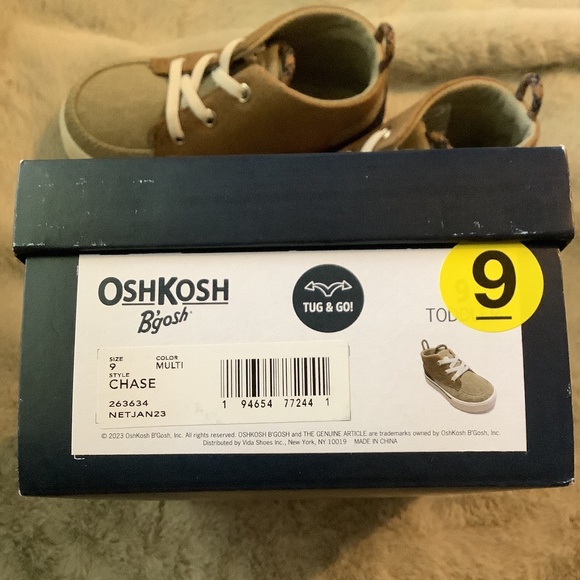 OSHKOSH
B'gosh
TUG & GO!
9
SIZE COLOR
9 MULTI
STYLE
CHASE
263634
NETJAN23
1 94654 77244 1
© 2023 OshKosh B'Gosh, Inc. All rights reserved. OSHKOSH B'GOSH and THE GENUINE ARTICLE are trademarks owned by OshKosh B'Gosh, Inc.
Distributed by Vida Shoes Inc., New York, NY 10019 MADE IN CHINA